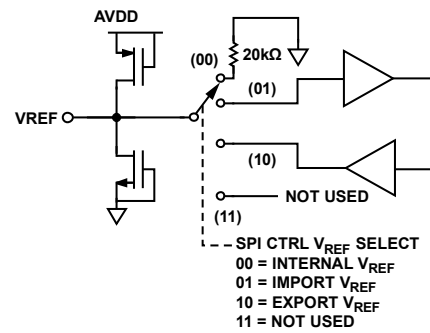 AVDD
(00)
20kΩ
(01)
VREF
(10)
NOT USED
(11)
SPI CTRL VREF SELECT
00 = INTERNAL VREF
01 = IMPORT VREF
10 = EXPORT VREF
11 = NOT USED